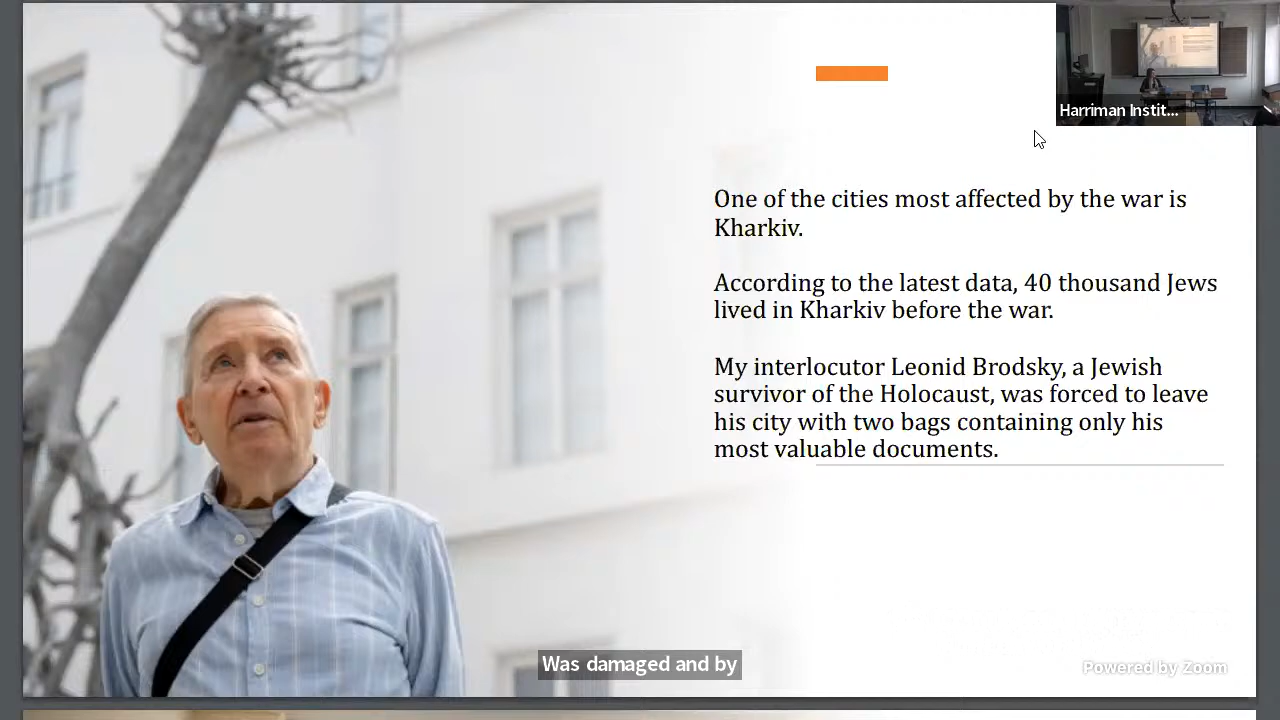 Harriman Instit...
One of the cities most affected by the war is
Kharkiv.
According to the latest data, 40 thousand Jews
lived in Kharkiv before the war.
My interlocutor Leonid Brodsky, a Jewish
survivor of the Holocaust, was forced to leave
his city with two bags containing only his
most valuable documents.
Was damaged and by
Powered by Zoom